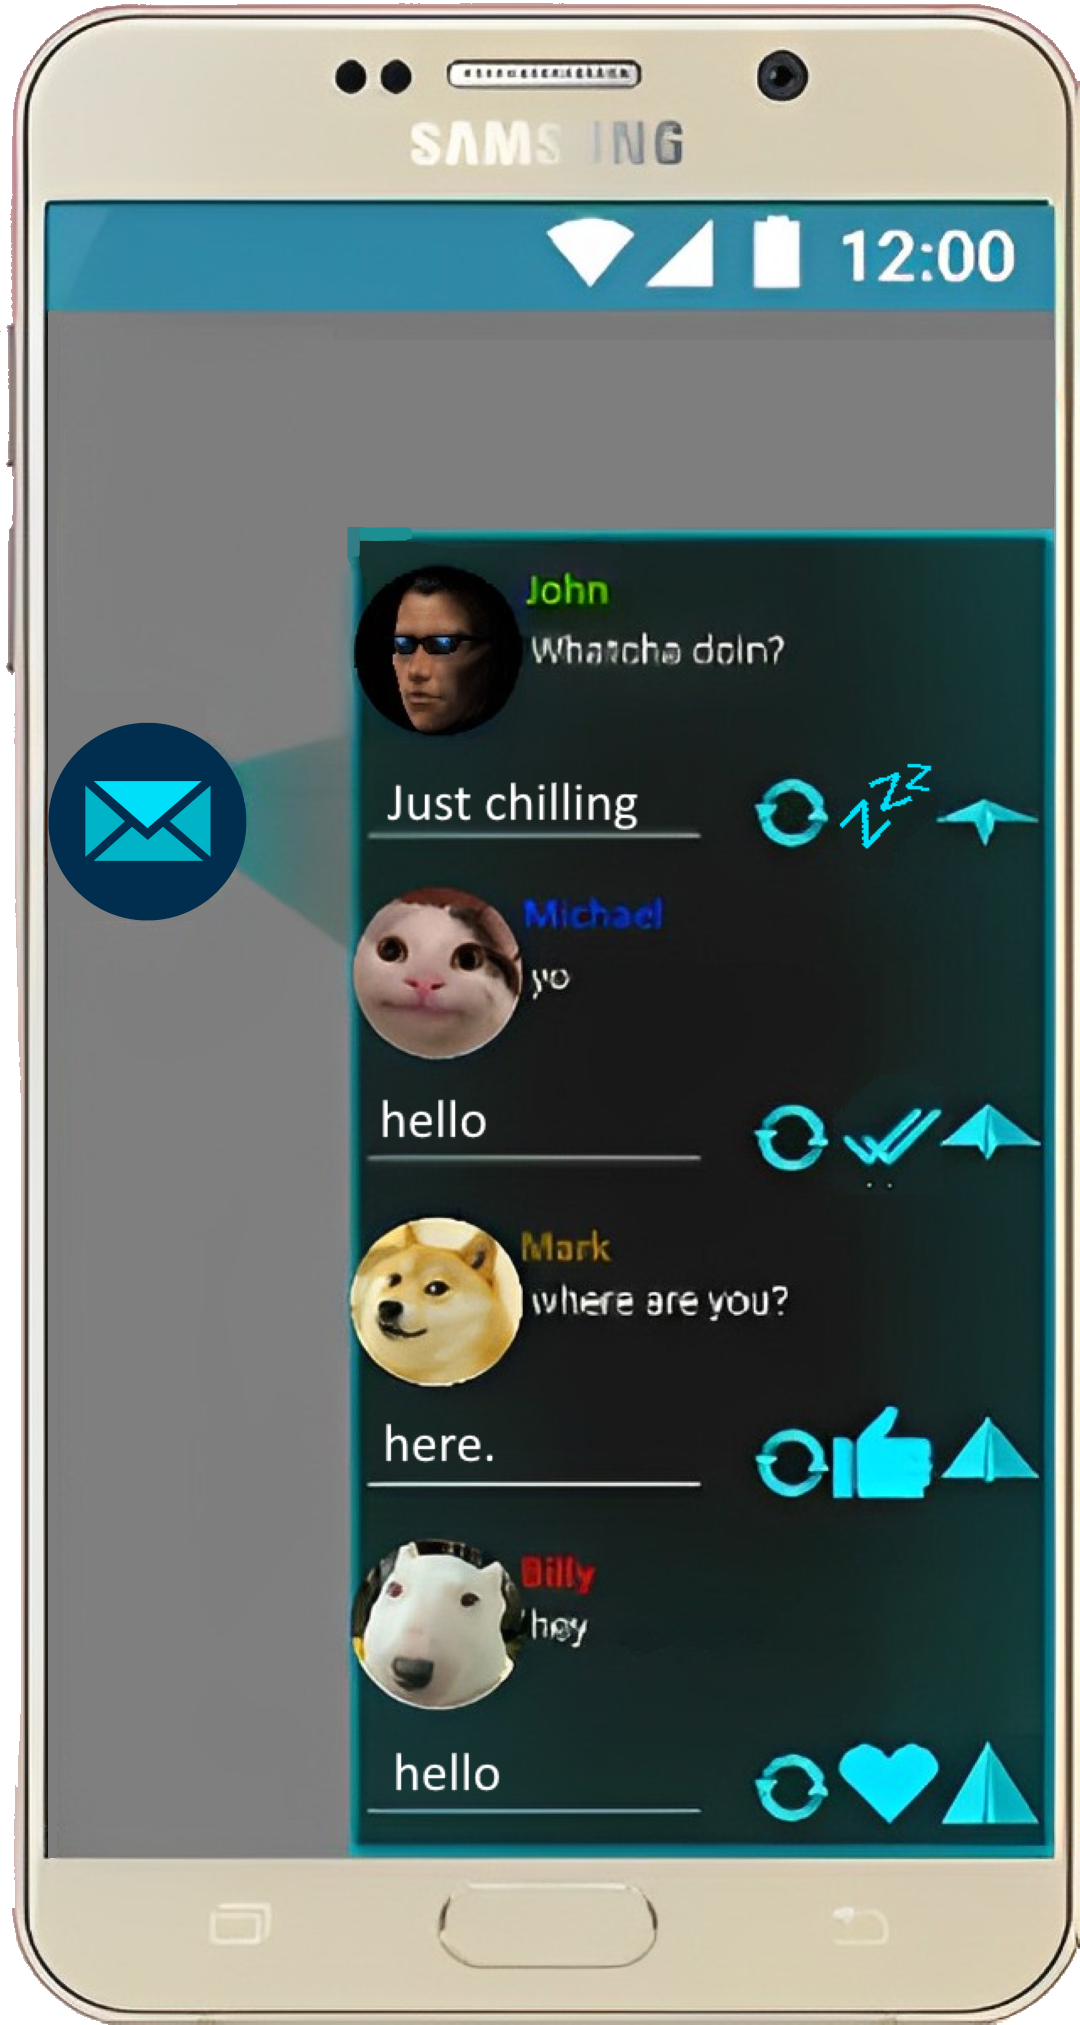 SAMS ING
12:00
John
Whatcha doin?
Just chilling
zzz
Michael
yo
hello
Mark
where are you?
here.
Billy
hey
hello